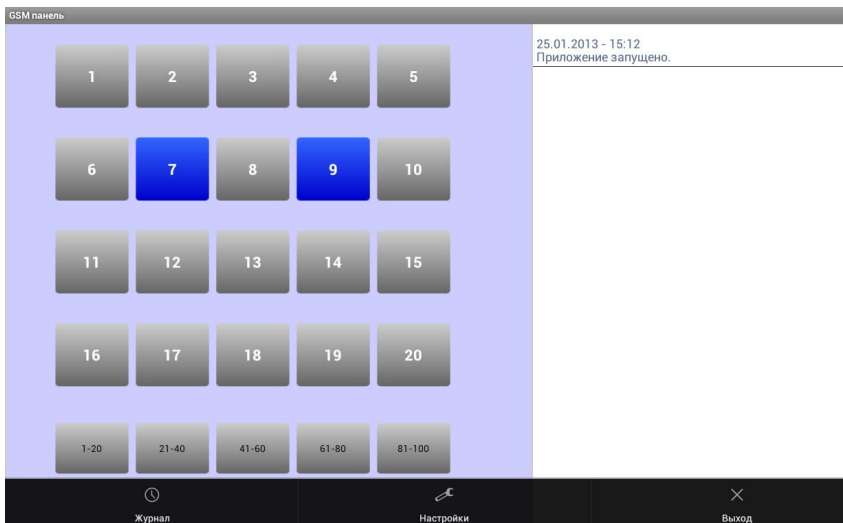 GSM панель
1 2 3 4 5
6 7 8 9 10
11 12 13 14 15
16 17 18 19 20
1-20 21-40 41-60 61-80 81-100
25.01.2013 - 15:12
Приложение запущено.
Журнал Настройки Выход